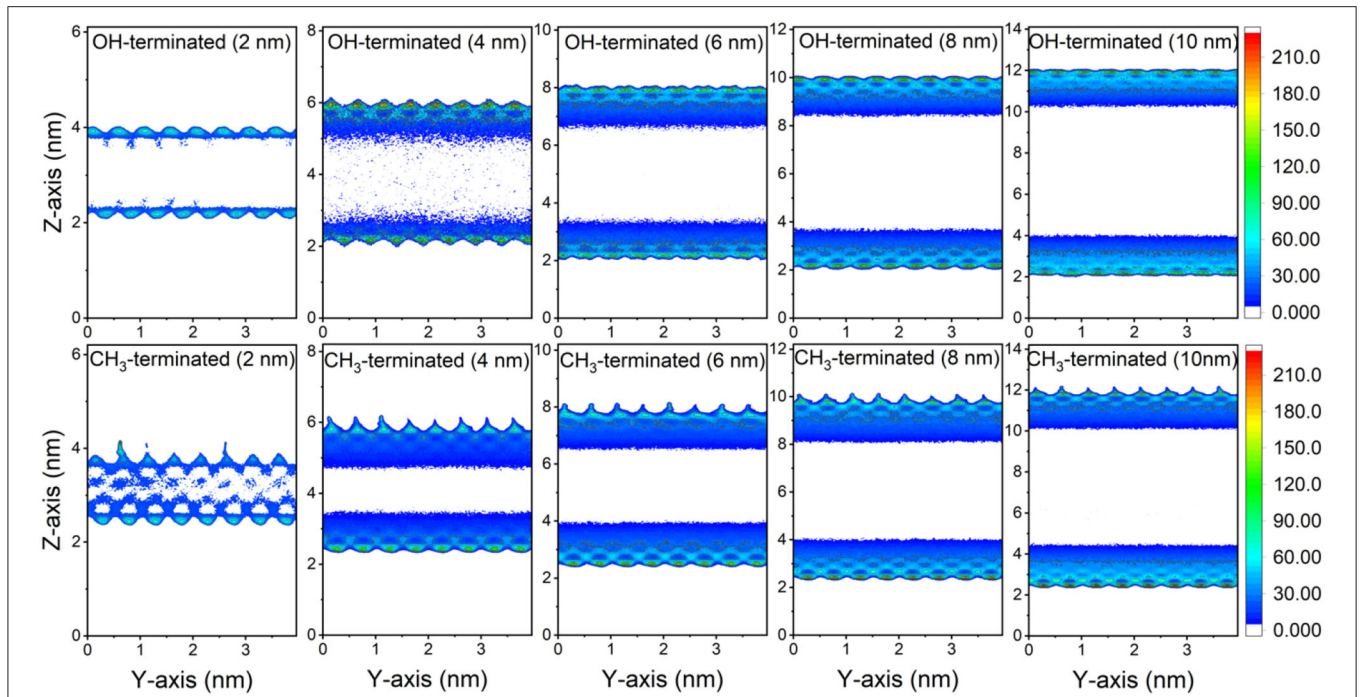 Z-axis (nm)
OH-terminated (2 nm)
6
4
2
0
0 1 2 3
OH-terminated (4 nm)
8
6
4
2
0
0 1 2 3
OH-terminated (6 nm)
10
8
6
4
2
0
0 1 2 3
OH-terminated (8 nm)
12
10
8
6
4
2
0
0 1 2 3
OH-terminated (10 nm)
14
12
10
8
6
4
2
0
0 1 2 3
210.0
180.0
150.0
120.0
90.00
60.00
30.00
0.000
Z-axis (nm)
CH₃-terminated (2 nm)
6
4
2
0
0 1 2 3
Y-axis (nm)
CH₃-terminated (4 nm)
8
6
4
2
0
0 1 2 3
Y-axis (nm)
CH₃-terminated (6 nm)
10
8
6
4
2
0
0 1 2 3
Y-axis (nm)
CH₃-terminated (8 nm)
12
10
8
6
4
2
0
0 1 2 3
Y-axis (nm)
CH₃-terminated (10nm)
14
12
10
8
6
4
2
0
0 1 2 3
Y-axis (nm)
210.0
180.0
150.0
120.0
90.00
60.00
30.00
0.000